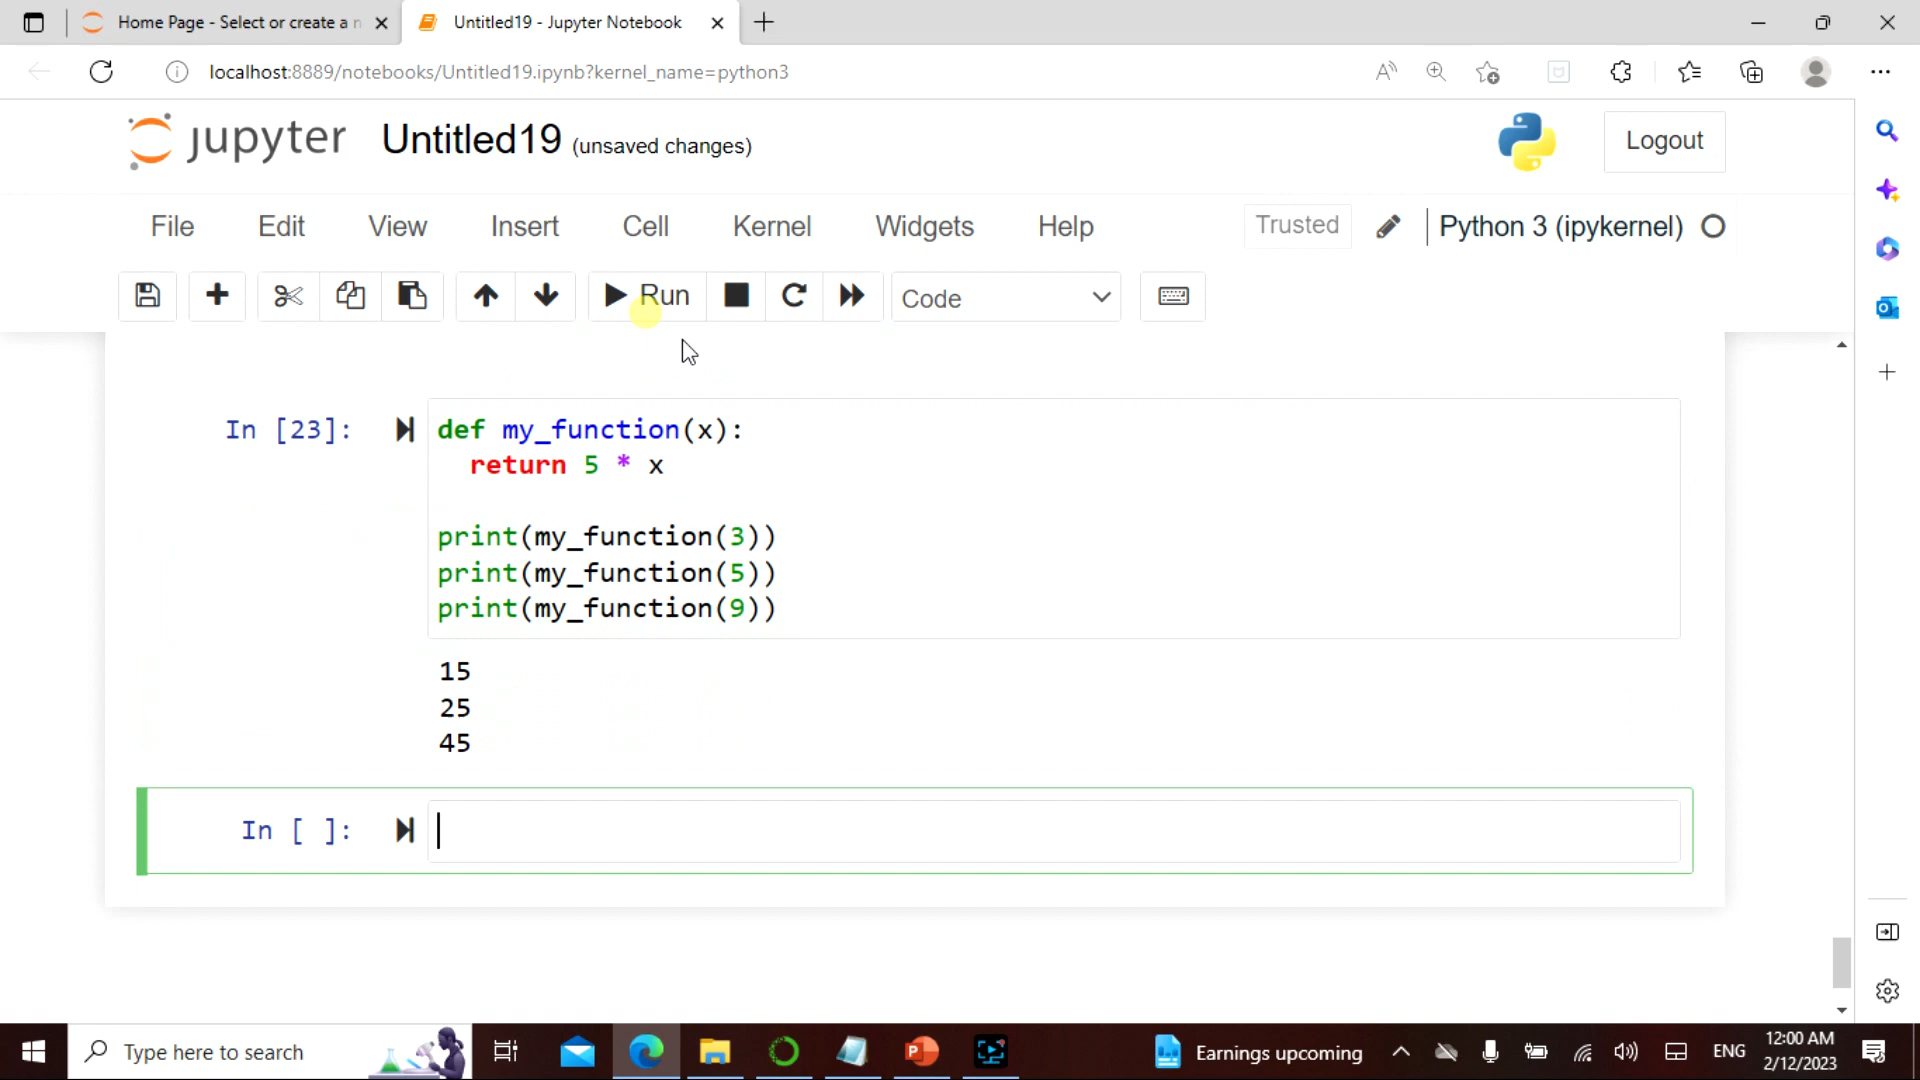 Home Page - Select or create a n
Untitled19 - Jupyter Notebook
localhost:8889/notebooks/Untitled19.ipynb?kernel_name=python3
jupyter Untitled19 (unsaved changes)
Logout
File Edit View Insert Cell Kernel Widgets Help Trusted Python 3 (ipykernel)
Run Code
In [23]: def my_function(x):
return 5 * x
print(my_function(3))
print(my_function(5))
print(my_function(9))
15
25
45
In [ ]:
Type here to search
Earnings upcoming
ENG
12:00 AM
2/12/2023